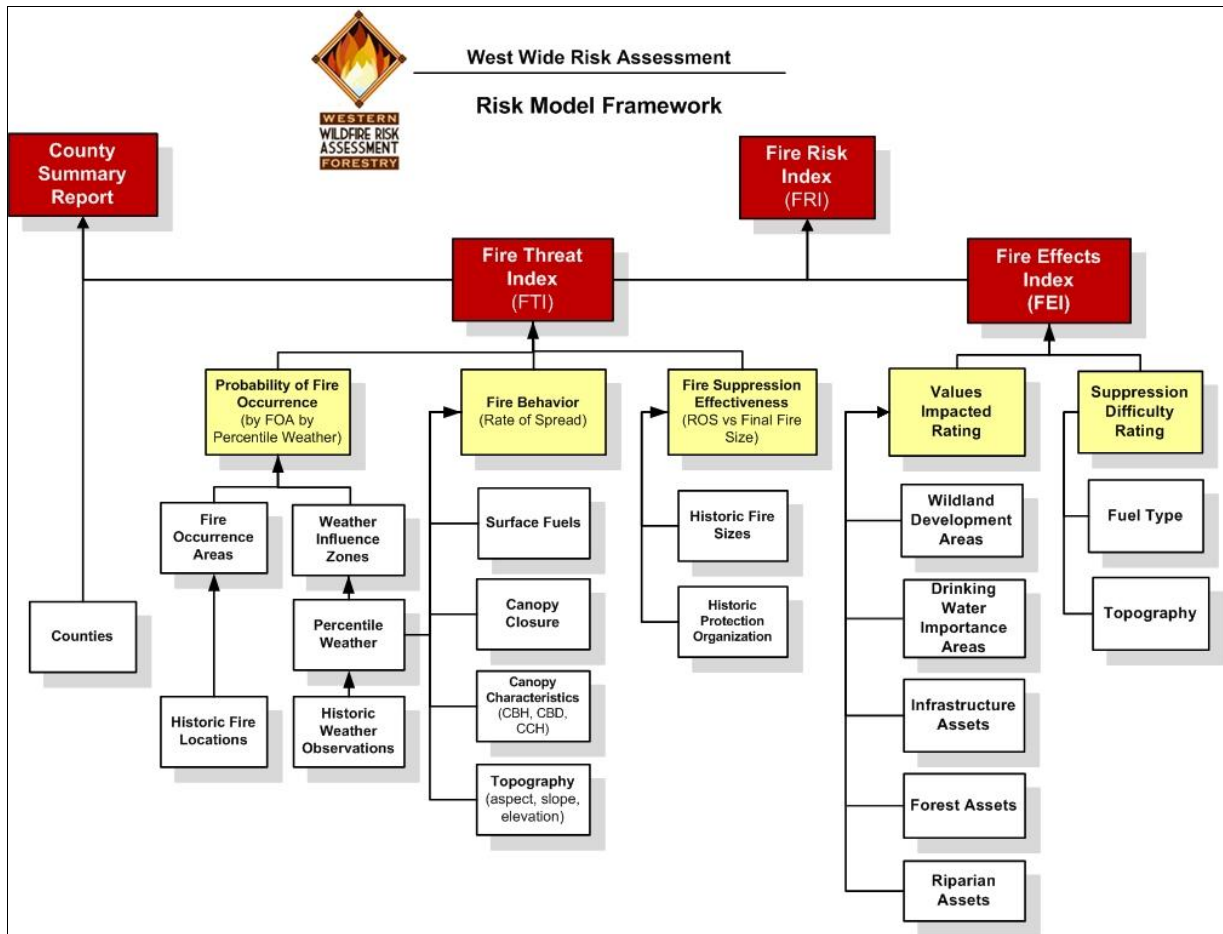 West Wide Risk Assessment
Risk Model Framework
WESTERN
WILDFIRE RISK
ASSESSMENT
FORESTRY
County
Summary
Report
Fire Risk
Index
(FRI)
Fire Threat
Index
(FTI)
Fire Effects
Index
(FEI)
Probability of Fire
Occurrence
(by FOA by
Percentile Weather)
Fire Behavior
(Rate of Spread)
Fire Suppression
Effectiveness
(ROS vs Final Fire
Size)
Values
Impacted
Rating
Suppression
Difficulty
Rating
Fire
Occurrence
Areas
Weather
Influence
Zones
Surface Fuels
Historic Fire
Sizes
Wildland
Development
Areas
Fuel Type
Counties
Percentile
Weather
Canopy
Closure
Historic
Protection
Organization
Drinking
Water
Importance
Areas
Topography
Historic Fire
Locations
Historic
Weather
Observations
Canopy
Characteristics
(CBH, CBD,
CCH)
Infrastructure
Assets
Topography
(aspect, slope,
elevation)
Forest Assets
Riparian
Assets